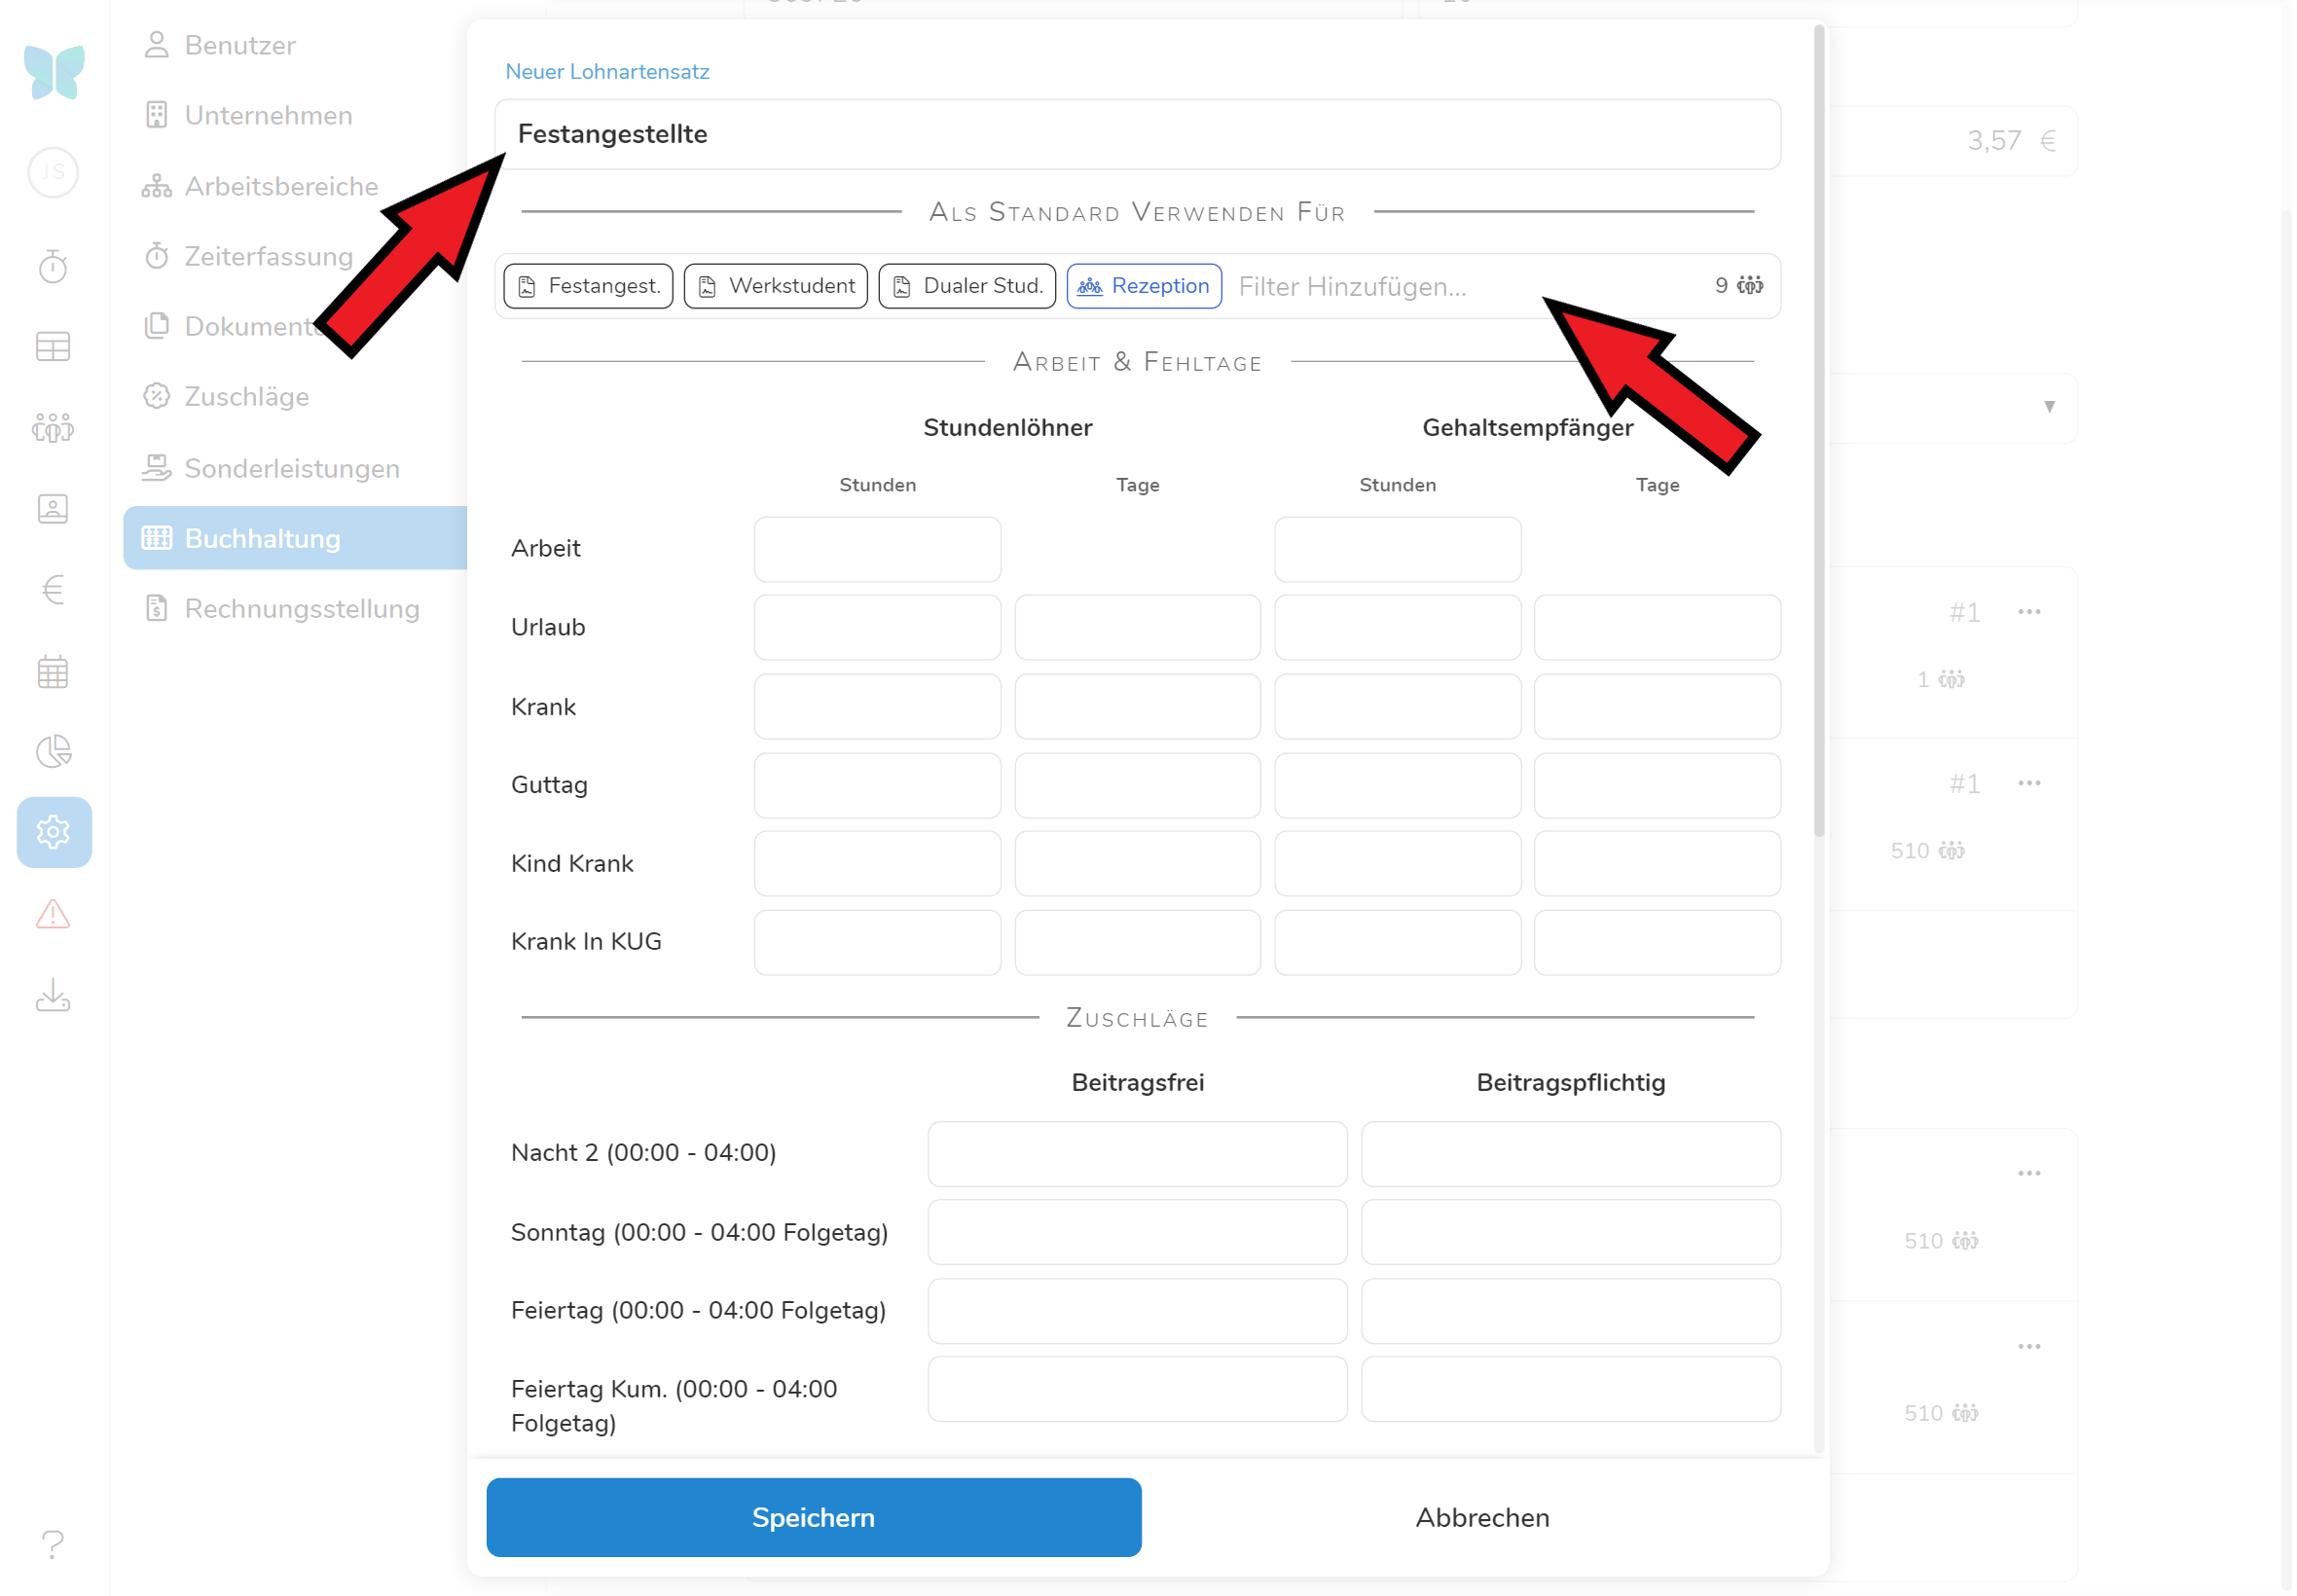 Benutzer
Unternehmen
Arbeitsbereiche
Zeiterfassung
Zuschläge
Sonderleistungen
Buchhaltung
Rechnungsstellung
JS
?
Neuer Lohnartensatz
Festangestellte
Als Standard Verwenden Für
Festangest. Werkstudent Dualer Stud. Rezeption Filter Hinzufügen... 9
Arbeit & Fehltage
Stundenlöhner Gehaltsempfänger
Stunden Tage Stunden Tage
Arbeit
Urlaub
Krank
Guttag
Kind Krank
Krank In KUG
Zuschläge
Beitragsfrei Beitragspflichtig
Nacht 2 (00:00 - 04:00)
Sonntag (00:00 - 04:00 Folgetag)
Feiertag (00:00 - 04:00 Folgetag)
Feiertag Kum. (00:00 - 04:00
Folgetag)
Speichern Abbrechen
3,57 €
#1 ...
1
#1 ...
510
...
510
...
510